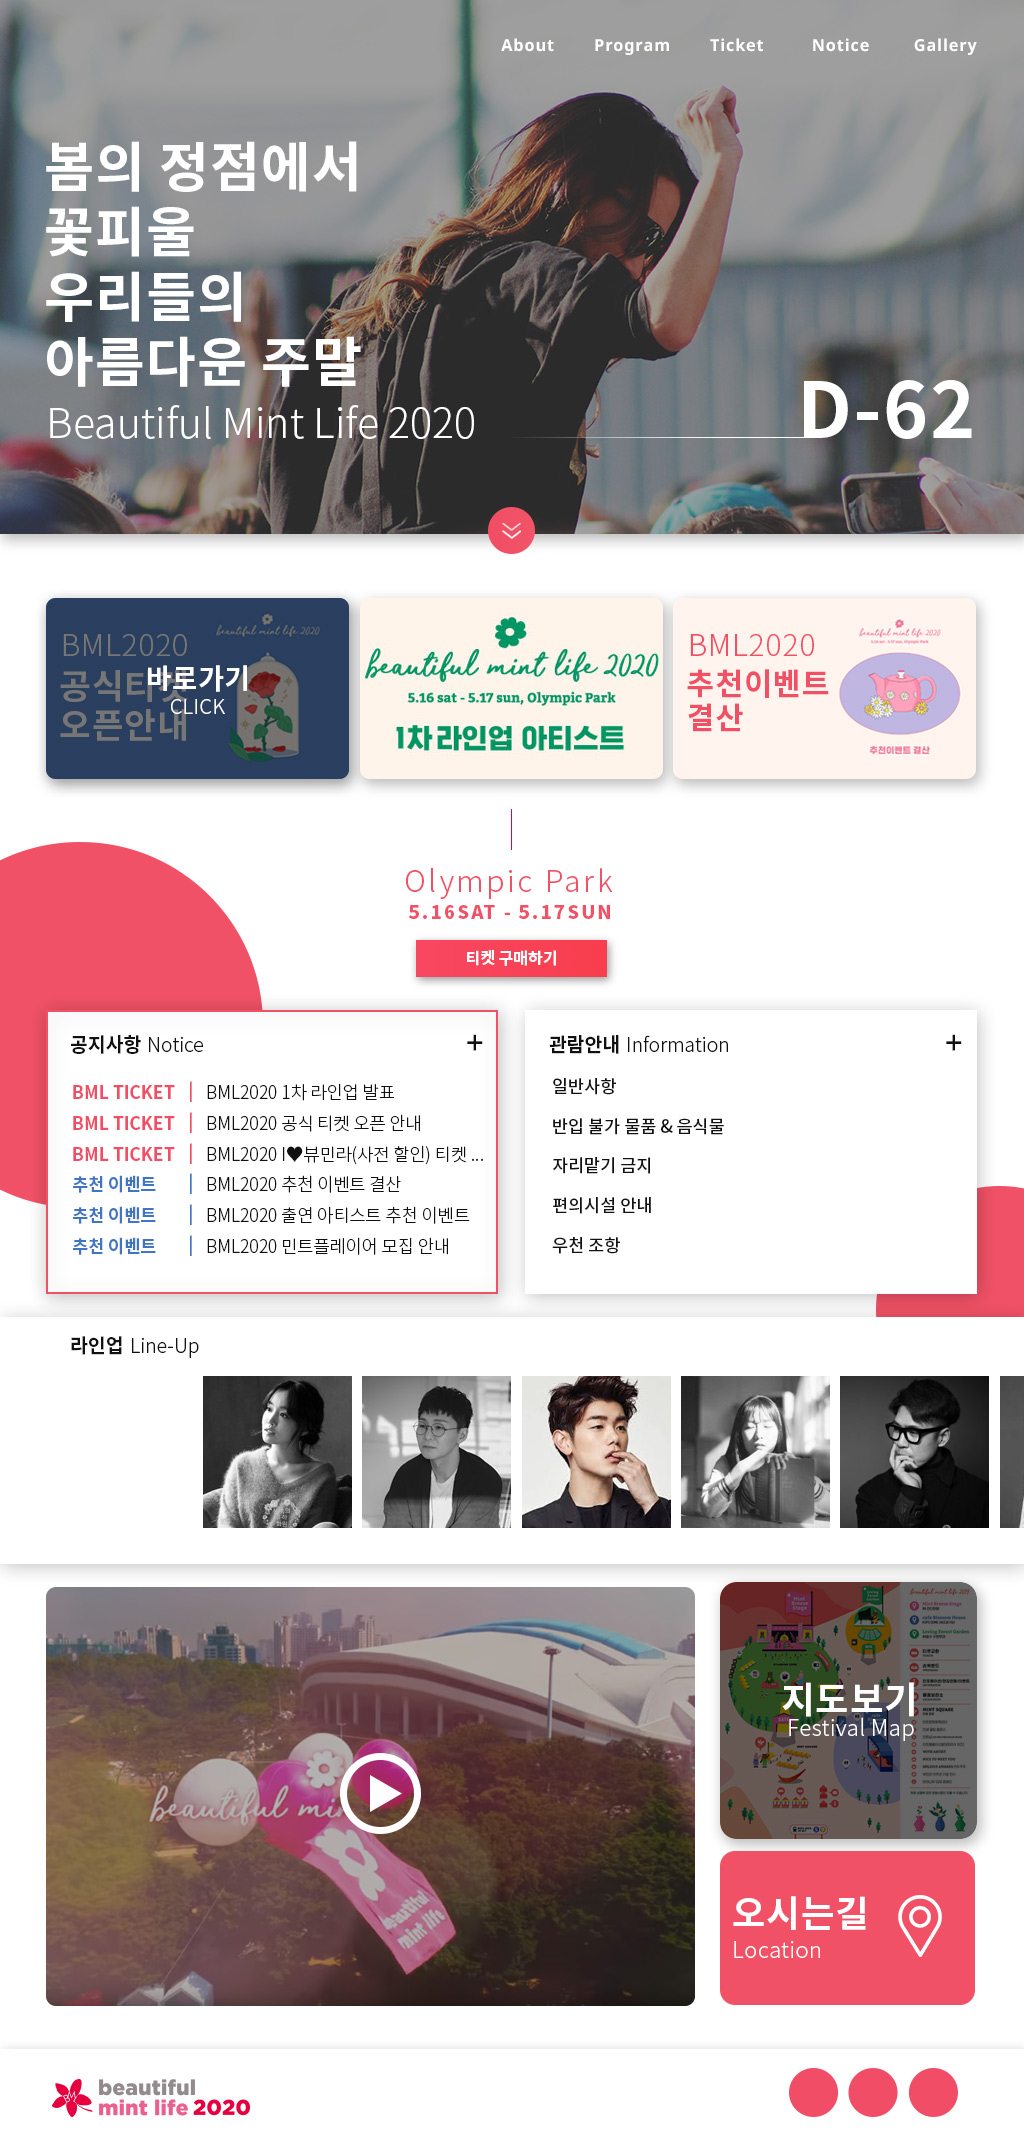 About Program Ticket Notice Gallery
봄의 정점에서
꽃피울
우리들의
아름다운 주말
Beautiful Mint Life 2020
D-62
BML2020
공식티켓
오픈안내
beautiful mint life 2020
바로가기
CLICK
beautiful mint life 2020
5.16 sat - 5.17 sun, Olympic Park
1차 라인업 아티스트
BML2020
추천이벤트
결산
beautiful mint life 2020
5.16 sat - 5.17 sun, Olympic Park
추천이벤트 결산
Olympic Park
5.16SAT - 5.17SUN
티켓 구매하기
공지사항 Notice +
BML TICKET | BML2020 1차 라인업 발표
BML TICKET | BML2020 공식 티켓 오픈 안내
BML TICKET | BML2020 I♥뷰민라(사전 할인) 티켓 ...
추천 이벤트 | BML2020 추천 이벤트 결산
추천 이벤트 | BML2020 출연 아티스트 추천 이벤트
추천 이벤트 | BML2020 민트플레이어 모집 안내
관람안내 Information +
일반사항
반입 불가 물품 & 음식물
자리맡기 금지
편의시설 안내
우천 조항
라인업 Line-Up
beautiful mi
beautiful
mint life
지도보기
Festival Map
오시는길
Location
beautiful
mint life 2020